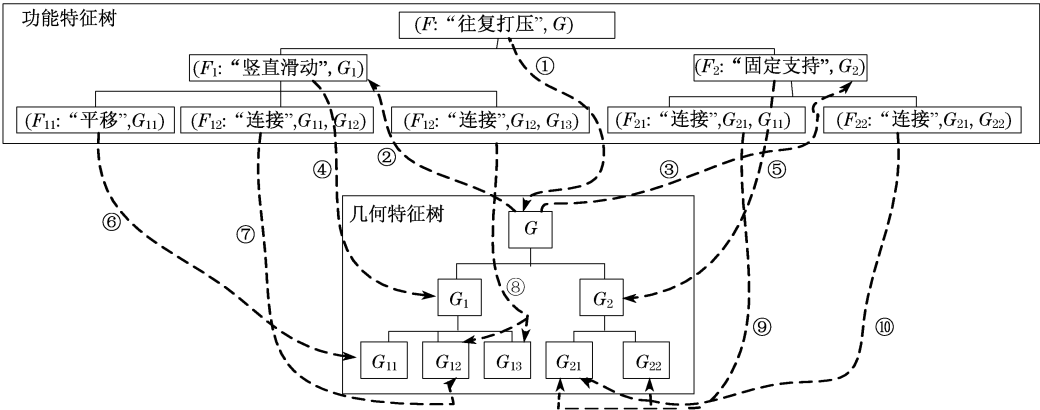 功能特征树
(F: “往复打压”, G)
(F1: “竖直滑动”, G1)
①
(F2: “固定支持”, G2)
(F11: “平移”,G11)
(F12: “连接”,G11, G12)
(F12: “连接”,G12, G13)
(F21: “连接”,G21, G11)
(F22: “连接”,G21, G22)
④
②
③
⑤
⑥
⑦
几何特征树
G
⑧
G1
G2
⑨
⑩
G11
G12
G13
G21
G22